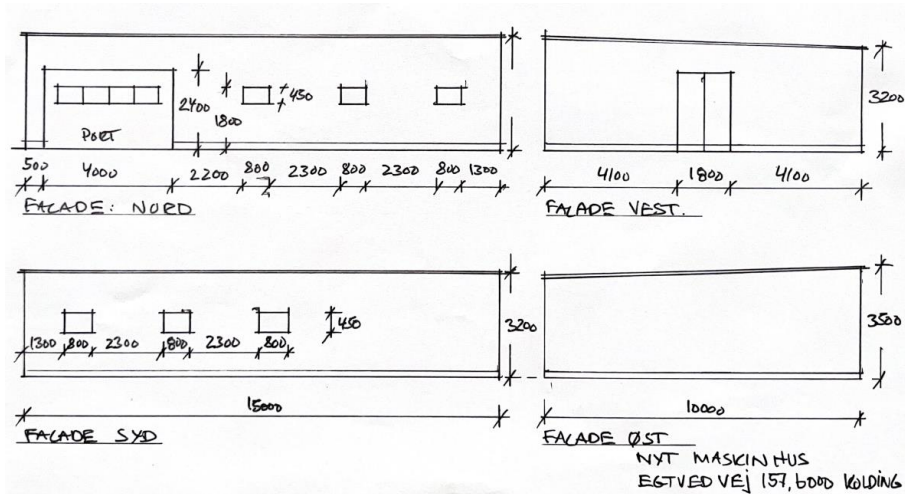 2400
450
1800
PORT
500 4000 2200 800 2300 800 2300 800 1300
FACADE: NORD
3200
4100 1800 4100
FACADE VEST.
450
3200
1300 800 2300 800 2300 800
15000
FACADE SYD
3500
10000
FACADE ØST
NYT MASKINHUS
EGTVED VEJ 157, 6000 KOLDING